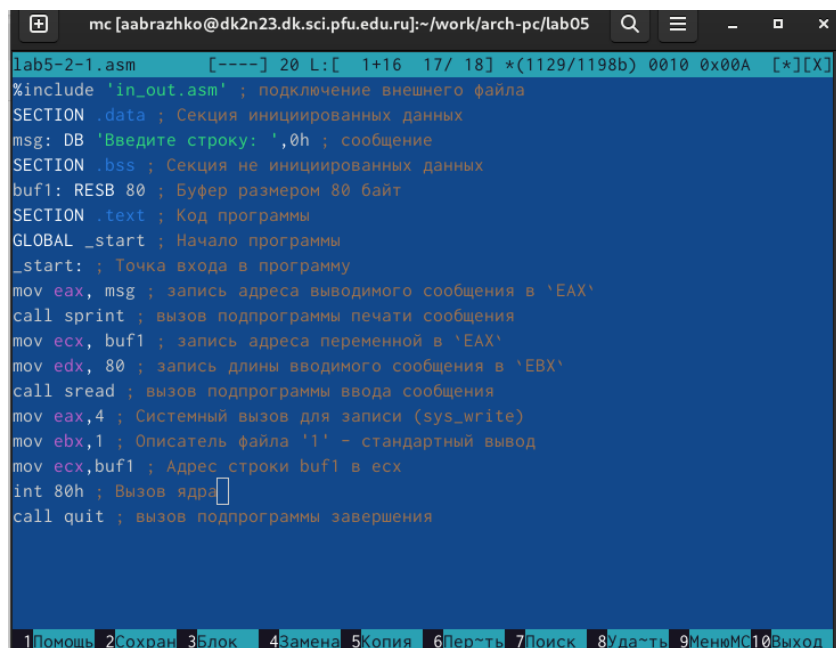 mc [aabrazhko@dk2n23.dk.sci.pfu.edu.ru]:~/work/arch-pc/lab05
lab5-2-1.asm [----] 20 L:[ 1+16 17/ 18] *(1129/1198b) 0010 0x00A [*][X]
%include 'in_out.asm' ; подключение внешнего файла
SECTION .data ; Секция инициированных данных
msg: DB 'Введите строку: ',0h ; сообщение
SECTION .bss ; Секция не инициированных данных
buf1: RESB 80 ; Буфер размером 80 байт
SECTION .text ; Код программы
GLOBAL _start ; Начало программы
_start: ; Точка входа в программу
mov eax, msg ; запись адреса выводимого сообщения в `EAX`
call sprint ; вызов подпрограммы печати сообщения
mov ecx, buf1 ; запись адреса переменной в `EAX`
mov edx, 80 ; запись длины вводимого сообщения в `EBX`
call sread ; вызов подпрограммы ввода сообщения
mov eax,4 ; Системный вызов для записи (sys_write)
mov ebx,1 ; Описатель файла '1' - стандартный вывод
mov ecx,buf1 ; Адрес строки buf1 в ecx
int 80h ; Вызов ядра
call quit ; вызов подпрограммы завершения
1Помощь 2Сохран 3Блок 4Замена 5Копия 6Пер~ть 7Поиск 8Уда~ть 9МенюMC 10Выход